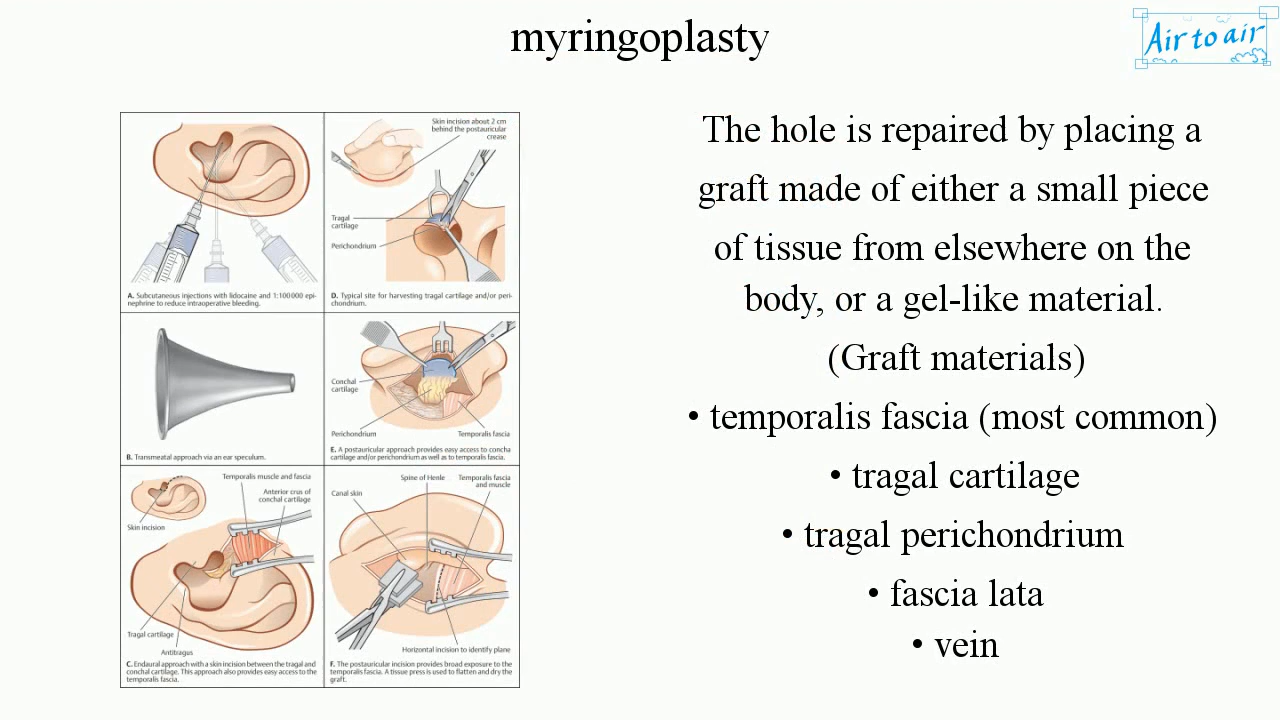 myringoplasty
Air to air
The hole is repaired by placing a
graft made of either a small piece
of tissue from elsewhere on the
body, or a gel-like material.
(Graft materials)
• temporalis fascia (most common)
• tragal cartilage
• tragal perichondrium
• fascia lata
• vein
A. Subcutaneous injections with lidocaine and 1:100000 epi-
nephrine to reduce intraoperative bleeding.
Skin incision about 2 cm
behind the postauricular
crease
Tragal
cartilage
Perichondrium
D. Typical site for harvesting tragal cartilage and/or peri-
chondrium.
B. Transmeatal approach via an ear speculum.
Conchal
cartilage
Perichondrium
Temporalis fascia
E. A postauricular approach provides easy access to concha
cartilage and/or perichondrium as well as to temporalis fascia.
Temporalis muscle and fascia
Anterior crus of
conchal cartilage
Skin incision
Tragal cartilage
Antitragus
C. Endaural approach with a skin incision between the tragal and
conchal cartilage. This approach also provides easy access to the
temporalis fascia.
Spine of Henle
Temporalis fascia
and muscle
Canal skin
Horizontal incision to identify plane
F. The postauricular incision provides broad exposure to the
temporalis fascia. A tissue press is used to flatten and dry the
graft.